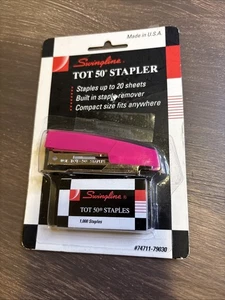 Made in U.S.A.
Swingline®
TOT 50® STAPLER
Staples up to 20 sheets
Built in staple remover
Compact size fits anywhere
Swingline®
TOT 50® STAPLES
1,000 Staples
#74711-79030